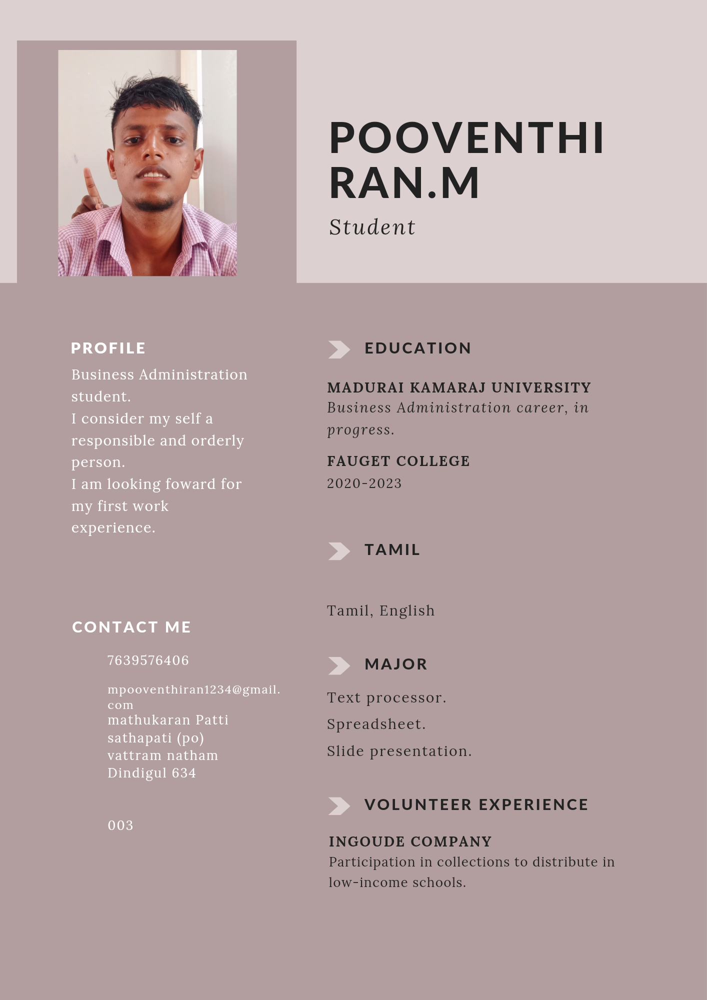 POOVENTHI
RAN.M
Student
PROFILE
Business Administration
student.
I consider my self a
responsible and orderly
person.
I am looking foward for
my first work
experience.
CONTACT ME
7639576406
mpooventhiran1234@gmail.
com
mathukaran Patti
sathapati (po)
vattram natham
Dindigul 634
003
EDUCATION
MADURAI KAMARAJ UNIVERSITY
Business Administration career, in
progress.
FAUGET COLLEGE
2020-2023
TAMIL
Tamil, English
MAJOR
Text processor.
Spreadsheet.
Slide presentation.
VOLUNTEER EXPERIENCE
INGOUDE COMPANY
Participation in collections to distribute in
low-income schools.